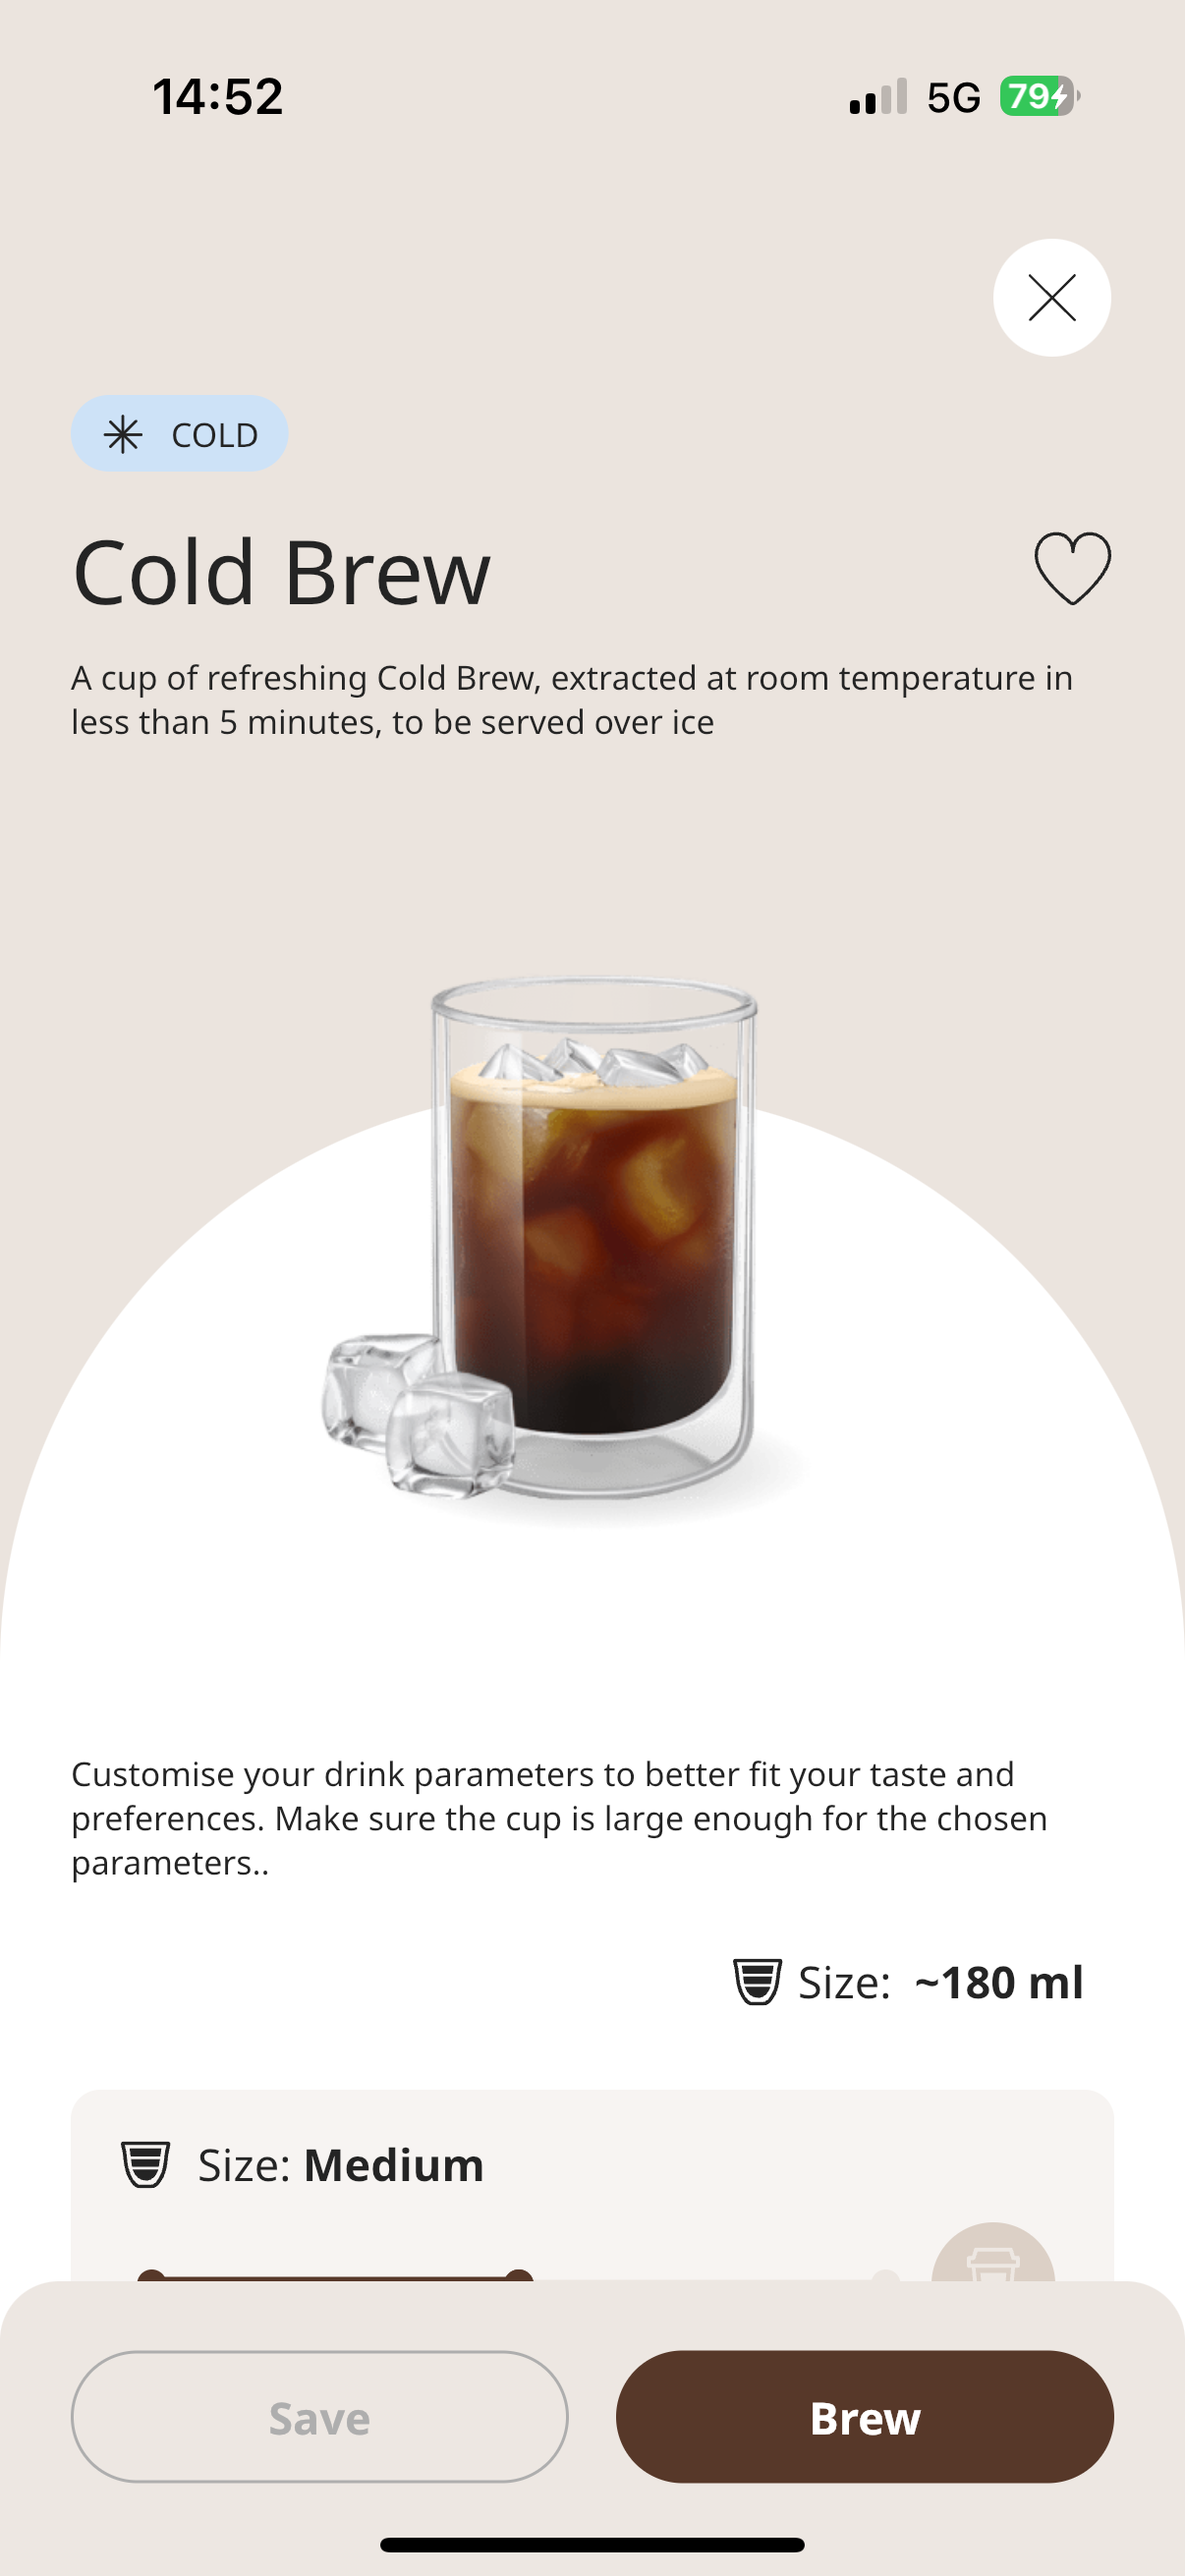 14:52
5G
79
COLD
Cold Brew
A cup of refreshing Cold Brew, extracted at room temperature in
less than 5 minutes, to be served over ice
Customise your drink parameters to better fit your taste and
preferences. Make sure the cup is large enough for the chosen
parameters..
Size: ~180 ml
Size: Medium
Save
Brew